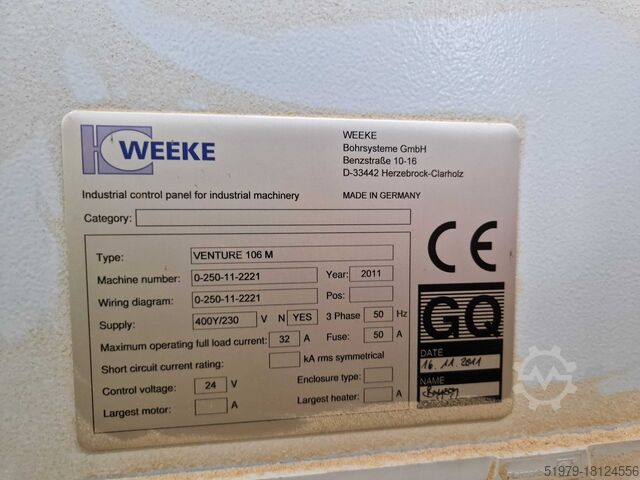 WEEKE
WEEKE
Bohrsysteme GmbH
Benzstraße 10-16
D-33442 Herzebrock-Clarholz
Industrial control panel for industrial machinery
MADE IN GERMANY
Category:
CE
Type: VENTURE 106 M
Machine number: 0-250-11-2221 Year: 2011
Wiring diagram: 0-250-11-2221 Pos:
Supply: 400Y/230 V N YES 3 Phase 50 Hz
Maximum operating full load current: 32 A Fuse: 50 A
Short circuit current rating: kA rms symmetrical
Control voltage: 24 V Enclosure type:
Largest motor: A Largest heater: A
GQ
DATE
16.11.2011
NAME
51979-18124556